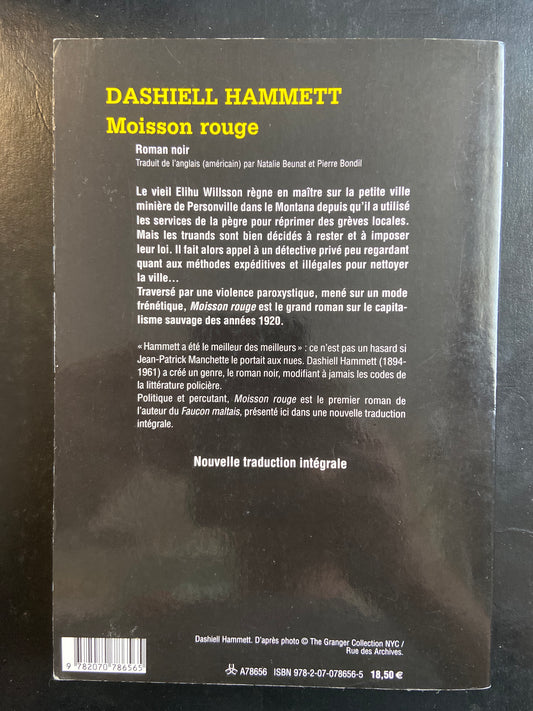 DASHIELL HAMMETT
Moisson rouge
Roman noir
Traduit de l'anglais (américain) par Natalie Beunat et Pierre Bondil
Le vieil Elihu Willsson règne en maître sur la petite ville
minière de Personville dans le Montana depuis qu'il a utilisé
les services de la pègre pour réprimer des grèves locales.
Mais les truands sont bien décidés à rester et à imposer
leur loi. Il fait alors appel à un détective privé peu regardant
quant aux méthodes expéditives et illégales pour nettoyer
la ville...
Traversé par une violence paroxystique, mené sur un mode
frénétique, Moisson rouge est le grand roman sur le capita-
lisme sauvage des années 1920.
« Hammett a été le meilleur des meilleurs » : ce n'est pas un hasard si
Jean-Patrick Manchette le portait aux nues. Dashiell Hammett (1894-
1961) a créé un genre, le roman noir, modifiant à jamais les codes de
la littérature policière.
Politique et percutant, Moisson rouge est le premier roman de
l'auteur du Faucon maltais, présenté ici dans une nouvelle traduction
intégrale.
Nouvelle traduction intégrale
Dashiell Hammett. D'après photo © The Granger Collection NYC /
Rue des Archives.
9 782070 786565
A78656 ISBN 978-2-07-078656-5 18,50 €